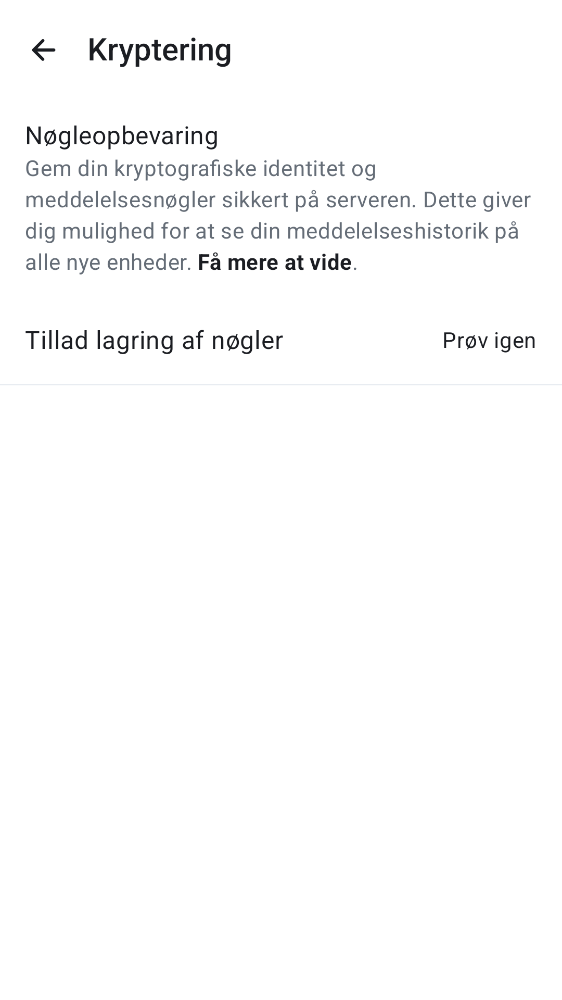 Kryptering
Nøgleopbevaring
Gem din kryptografiske identitet og
meddelelsesnøgler sikkert på serveren. Dette giver
dig mulighed for at se din meddelelseshistorik på
alle nye enheder. Få mere at vide.
Tillad lagring af nøgler Prøv igen